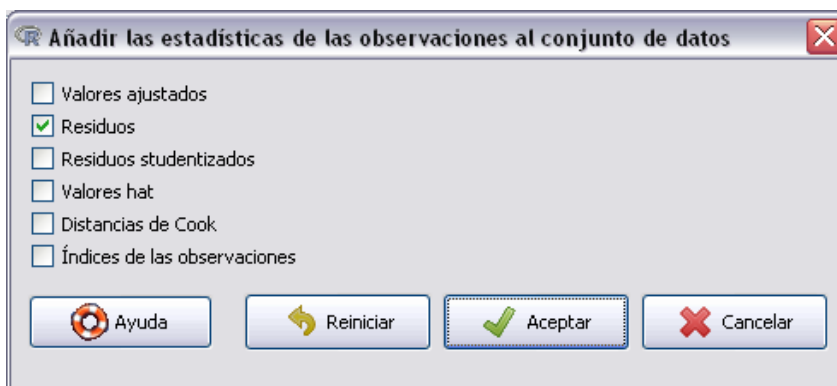 Añadir las estadísticas de las observaciones al conjunto de datos
Valores ajustados
Residuos
Residuos studentizados
Valores hat
Distancias de Cook
Índices de las observaciones
Ayuda Reiniciar Aceptar Cancelar